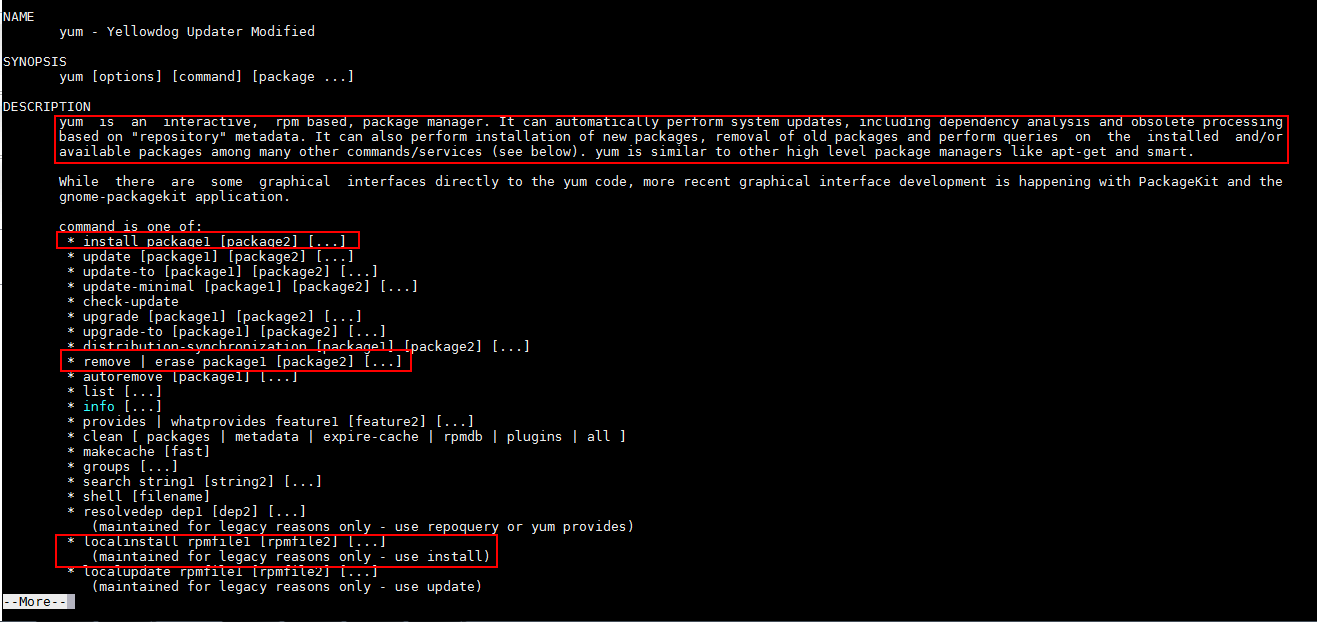 NAME
yum - Yellowdog Updater Modified
SYNOPSIS
yum [options] [command] [package ...]
DESCRIPTION
yum is an interactive, rpm based, package manager. It can automatically perform system updates, including dependency analysis and obsolete processing
based on "repository" metadata. It can also perform installation of new packages, removal of old packages and perform queries on the installed and/or
available packages among many other commands/services (see below). yum is similar to other high level package managers like apt-get and smart.
While there are some graphical interfaces directly to the yum code, more recent graphical interface development is happening with PackageKit and the
gnome-packagekit application.
command is one of:
* install package1 [package2] [...]
* update [package1] [package2] [...]
* update-to [package1] [package2] [...]
* update-minimal [package1] [package2] [...]
* check-update
* upgrade [package1] [package2] [...]
* upgrade-to [package1] [package2] [...]
* distribution-synchronization [package1] [package2] [...]
* remove | erase package1 [package2] [...]
* autoremove [package1] [...]
* list [...]
* info [...]
* provides | whatprovides feature1 [feature2] [...]
* clean [ packages | metadata | expire-cache | rpmdb | plugins | all ]
* makecache [fast]
* groups [...]
* search string1 [string2] [...]
* shell [filename]
* resolvedep dep1 [dep2] [...]
(maintained for legacy reasons only - use repoquery or yum provides)
* localinstall rpmfile1 [rpmfile2] [...]
(maintained for legacy reasons only - use install)
* localupdate rpmfile1 [rpmfile2] [...]
(maintained for legacy reasons only - use update)
--More--